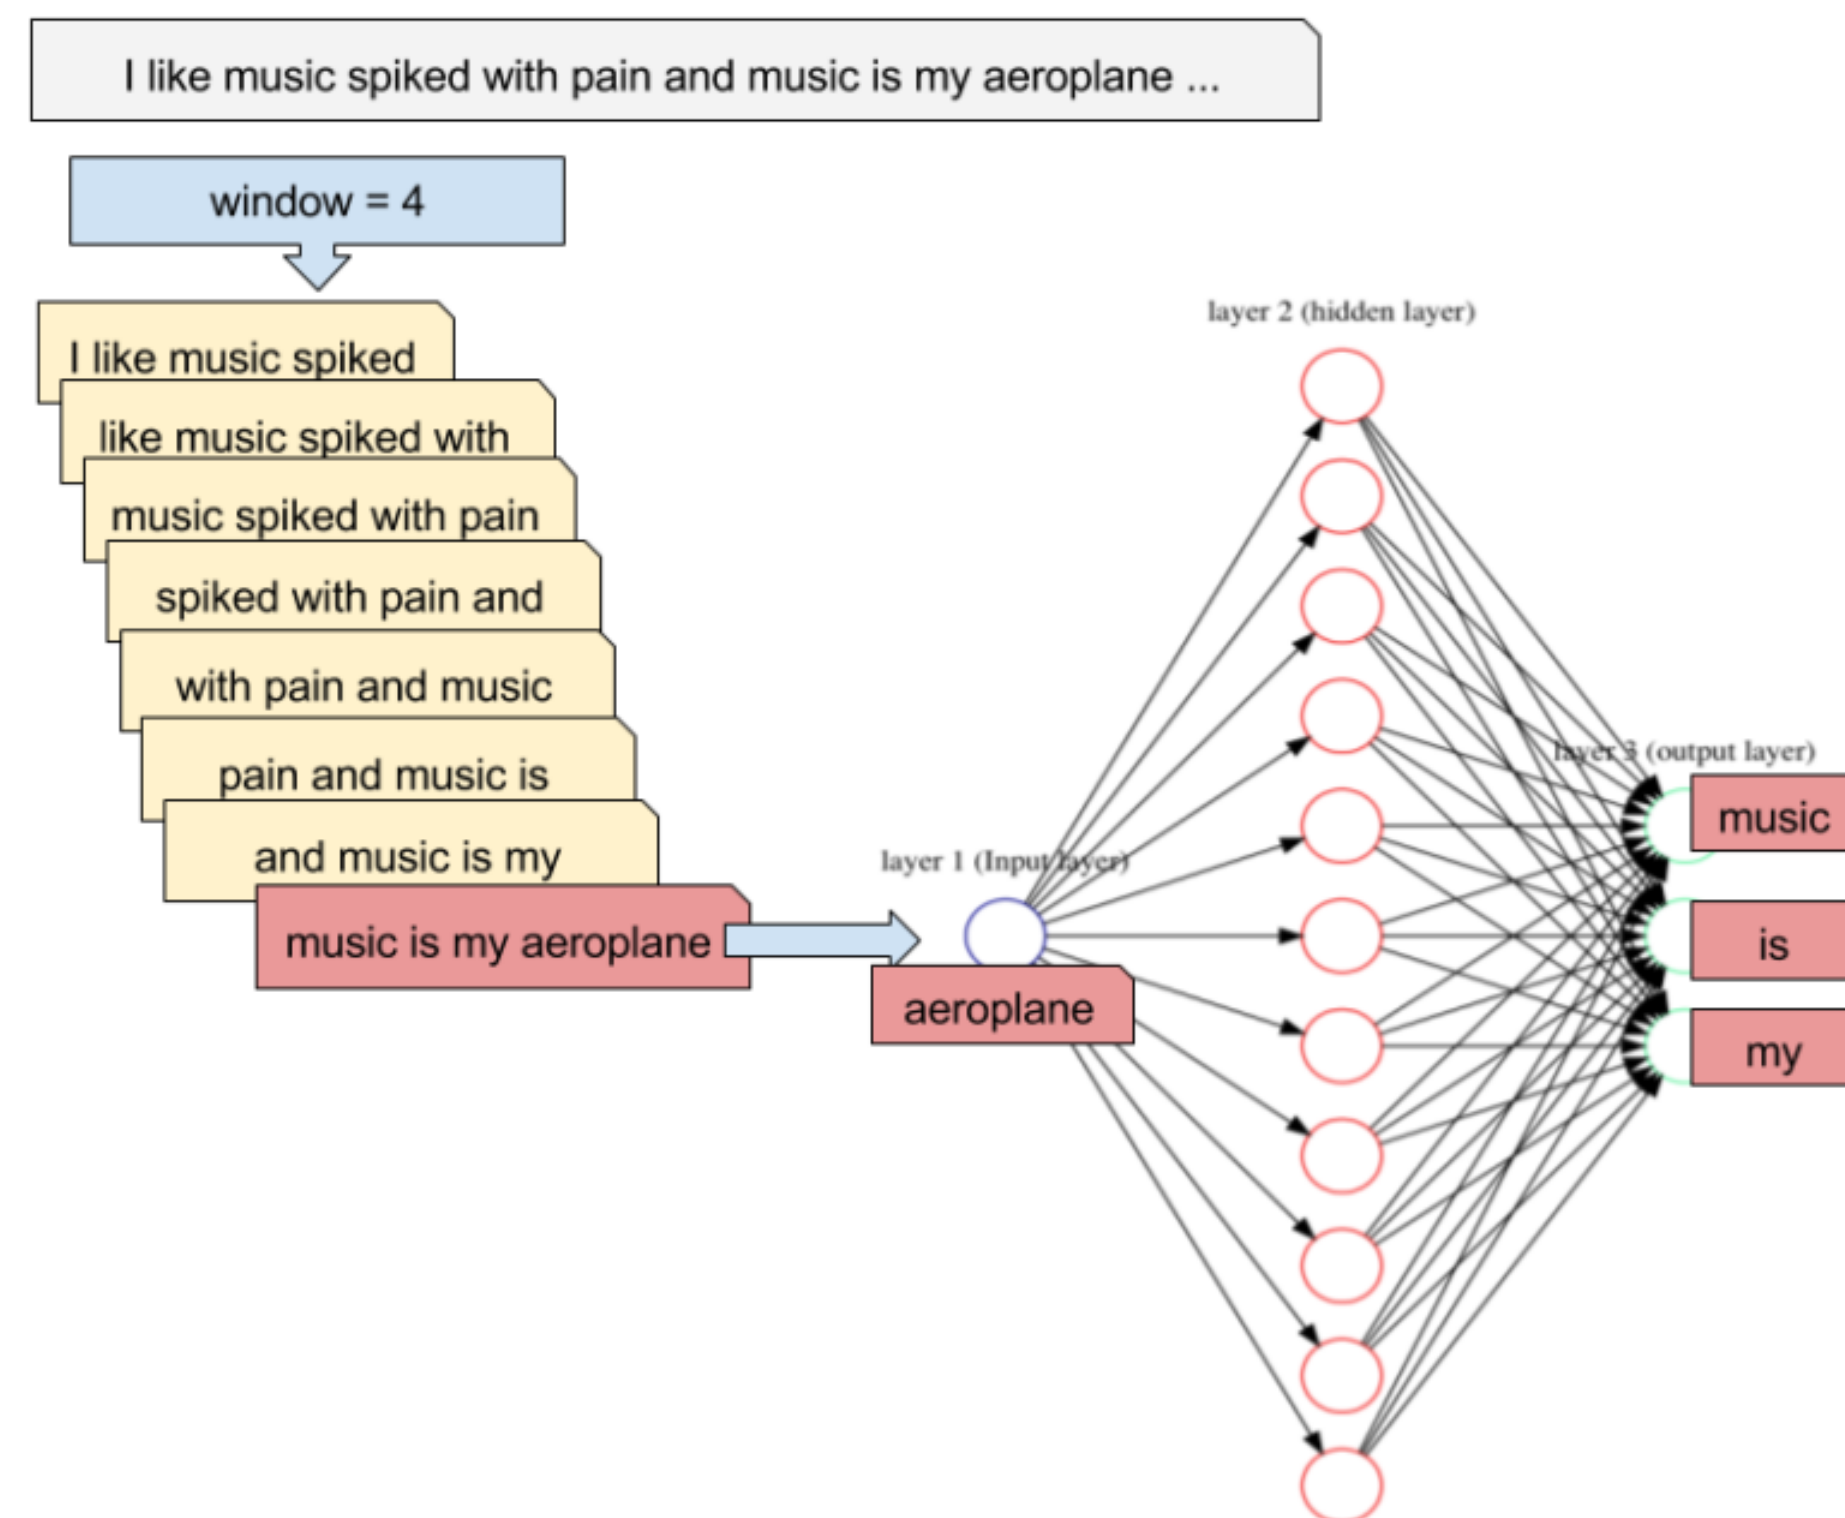 I like music spiked with pain and music is my aeroplane ...
window = 4
I like music spiked
like music spiked with
music spiked with pain
spiked with pain and
with pain and music
pain and music is
and music is my
music is my aeroplane
layer 1 (Input layer)
aeroplane
layer 2 (hidden layer)
layer 3 (output layer)
music
is
my